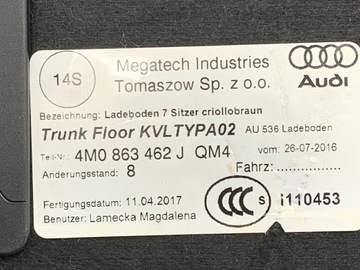 14S
Megatech Industries
Tomaszow Sp. z o.o.
Audi
Bezeichnung: Ladeboden 7 Sitzer criollobraun
Trunk Floor KVLTYPA02 AU 536 Ladeboden
Teil-Nr.: 4M0 863 462 J QM4 vom: 26-07-2016
Änderungsstand: 8 Fahrz:
Fertigungsdatum: 11.04.2017
Benutzer: Lamecka Magdalena
CCC S i110453